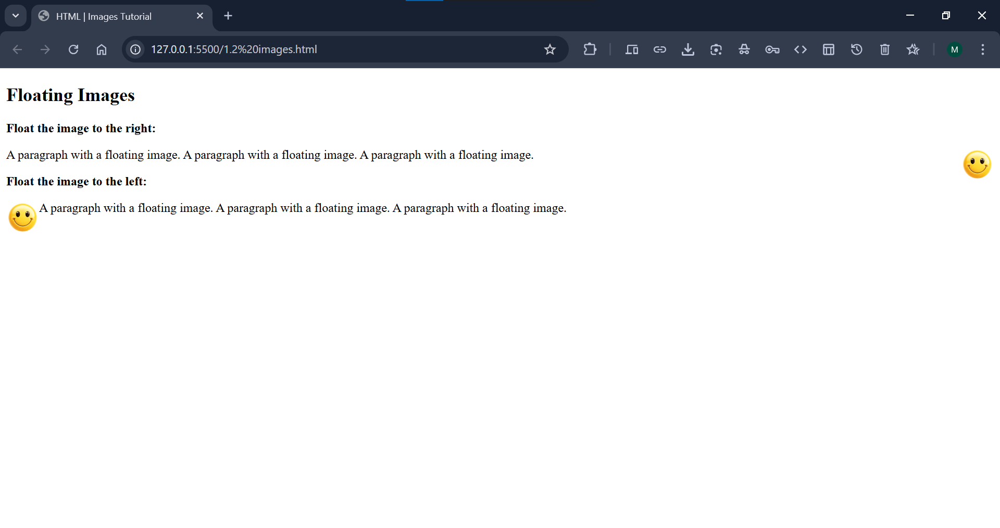 HTML | Images Tutorial
127.0.0.1:5500/1.2%20images.html
M
Floating Images
Float the image to the right:
A paragraph with a floating image. A paragraph with a floating image. A paragraph with a floating image.
Float the image to the left:
A paragraph with a floating image. A paragraph with a floating image. A paragraph with a floating image.